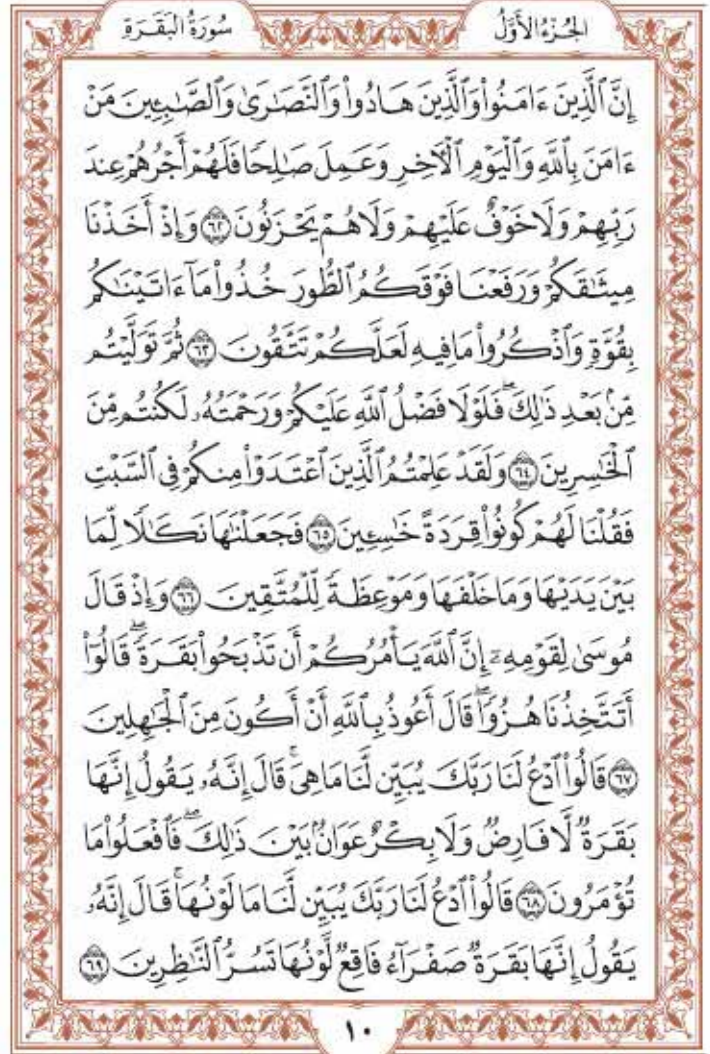 الجُزْءُ الأَوَّلُ
سُورَةُ البَقَرَةِ
إِنَّ ٱلَّذِينَ ءَامَنُواْ وَٱلَّذِينَ هَادُواْ وَٱلنَّصَٰرَىٰ وَٱلصَّٰبِـِٔينَ مَنْ
ءَامَنَ بِٱللَّهِ وَٱلْيَوْمِ ٱلْأٓخِرِ وَعَمِلَ صَٰلِحًا فَلَهُمْ أَجْرُهُمْ عِندَ
رَبِّهِمْ وَلَا خَوْفٌ عَلَيْهِمْ وَلَا هُمْ يَحْزَنُونَ ٦٢ وَإِذْ أَخَذْنَا
مِيثَٰقَكُمْ وَرَفَعْنَا فَوْقَكُمُ ٱلطُّورَ خُذُواْ مَآ ءَاتَيْنَٰكُم
بِقُوَّةٍ وَٱذْكُرُواْ مَا فِيهِ لَعَلَّكُمْ تَتَّقُونَ ٦٣ ثُمَّ تَوَلَّيْتُم
مِّنۢ بَعْدِ ذَٰلِكَۖ فَلَوْلَا فَضْلُ ٱللَّهِ عَلَيْكُمْ وَرَحْمَتُهُۥ لَكُنتُم مِّنَ
ٱلْخَٰسِرِينَ ٦٤ وَلَقَدْ عَلِمْتُمُ ٱلَّذِينَ ٱعْتَدَوْاْ مِنكُمْ فِي ٱلسَّبْتِ
فَقُلْنَا لَهُمْ كُونُواْ قِرَدَةً خَٰسِـِٔينَ ٦٥ فَجَعَلْنَٰهَا نَكَٰلًا لِّمَا
بَيْنَ يَدَيْهَا وَمَا خَلْفَهَا وَمَوْعِظَةً لِّلْمُتَّقِينَ ٦٦ وَإِذْ قَالَ
مُوسَىٰ لِقَوْمِهِۦٓ إِنَّ ٱللَّهَ يَأْمُرُكُمْ أَن تَذْبَحُواْ بَقَرَةًۖ قَالُوٓاْ
أَتَتَّخِذُنَا هُزُوًاۖ قَالَ أَعُوذُ بِٱللَّهِ أَنْ أَكُونَ مِنَ ٱلْجَٰهِلِينَ
٦٧ قَالُواْ ٱدْعُ لَنَا رَبَّكَ يُبَيِّن لَّنَا مَا هِيَۚ قَالَ إِنَّهُۥ يَقُولُ إِنَّهَا
بَقَرَةٌ لَّا فَارِضٌ وَلَا بِكْرٌ عَوَانٌۢ بَيْنَ ذَٰلِكَۖ فَٱفْعَلُواْ مَا
تُؤْمَرُونَ ٦٨ قَالُواْ ٱدْعُ لَنَا رَبَّكَ يُبَيِّن لَّنَا مَا لَوْنُهَاۚ قَالَ إِنَّهُۥ
يَقُولُ إِنَّهَا بَقَرَةٌ صَفْرَآءُ فَاقِعٌ لَّوْنُهَا تَسُرُّ ٱلنَّٰظِرِينَ ٦٩
١٠